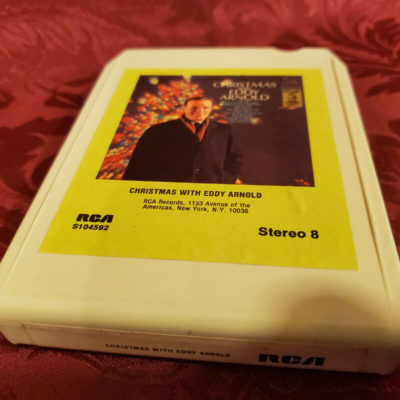 CHRISTMAS
WITH
EDDY
ARNOLD
CHRISTMAS WITH EDDY ARNOLD
RCA Records, 1133 Avenue of the
Americas, New York, N.Y. 10036
RCA
S104592
Stereo 8
CHRISTMAS WITH EDDY ARNOLD
RCA